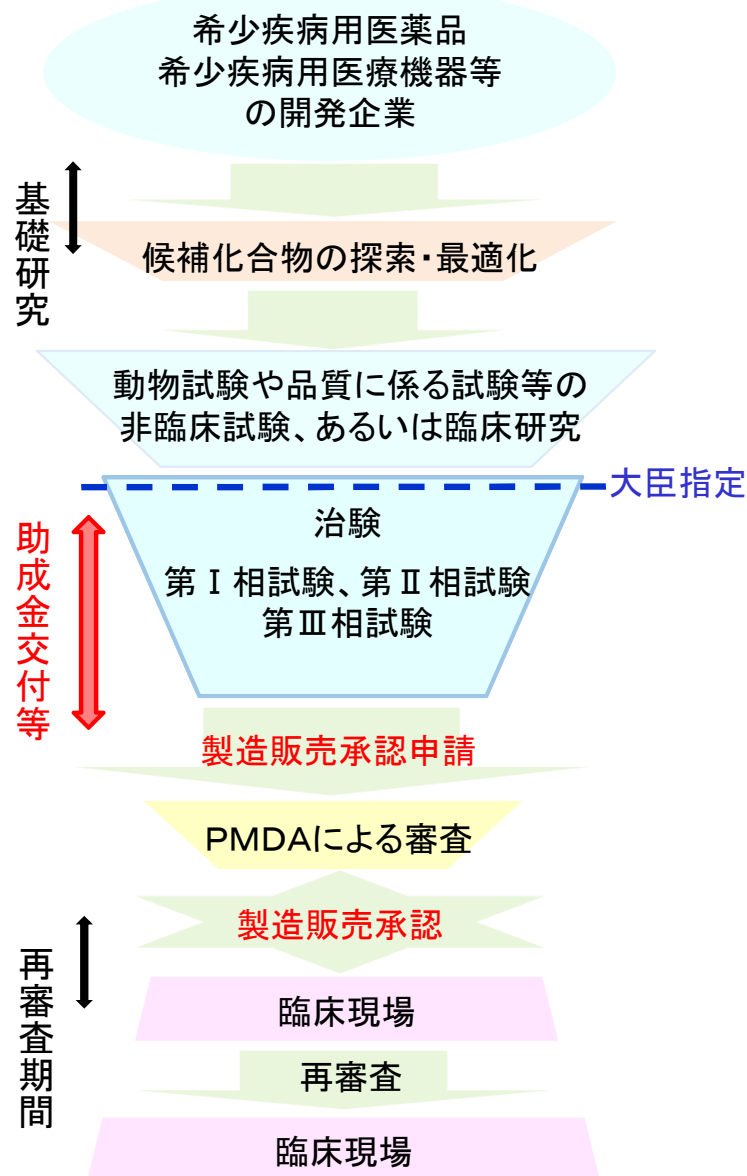 希少疾病用医薬品
希少疾病用医療機器等
の開発企業
基礎研究
候補化合物の探索・最適化
動物試験や品質に係る試験等の
非臨床試験、あるいは臨床研究
大臣指定
助成金交付等
治験
第Ⅰ相試験、第Ⅱ相試験
第Ⅲ相試験
製造販売承認申請
PMDAによる審査
製造販売承認
再審査期間
臨床現場
再審査
臨床現場